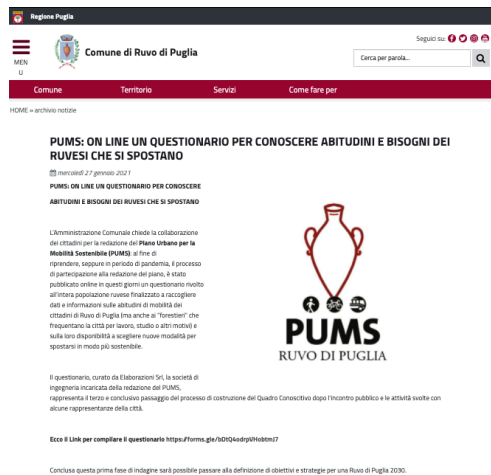 Regione Puglia
Seguici su:
MEN
U
Comune di Ruvo di Puglia
Cerca per parola...
Comune Territorio Servizi Come fare per
HOME » archivio notizie
PUMS: ON LINE UN QUESTIONARIO PER CONOSCERE ABITUDINI E BISOGNI DEI
RUVESI CHE SI SPOSTANO
mercoledì 27 gennaio 2021
PUMS: ON LINE UN QUESTIONARIO PER CONOSCERE
ABITUDINI E BISOGNI DEI RUVESI CHE SI SPOSTANO
L'Amministrazione Comunale chiede la collaborazione
dei cittadini per la redazione del Piano Urbano per la
Mobilità Sostenibile (PUMS): al fine di
riprendere, seppure in periodo di pandemia, il processo
di partecipazione alla redazione del piano, è stato
pubblicato online in questi giorni un questionario rivolto
all'intera popolazione ruvese finalizzato a raccogliere
dati e informazioni sulle abitudini di mobilità dei
cittadini di Ruvo di Puglia (ma anche ai "forestieri" che
frequentano la città per lavoro, studio o altri motivi) e
sulla loro disponibilità a scegliere nuove modalità per
spostarsi in modo più sostenibile.
PUMS
RUVO DI PUGLIA
Il questionario, curato da Elaborazioni Srl, la società di
ingegneria incaricata della redazione del PUMS,
rappresenta il terzo e conclusivo passaggio del processo di costruzione del Quadro Conoscitivo dopo l'incontro pubblico e le attività svolte con
alcune rappresentanze della città.
Ecco il Link per compilare il questionario https://forms.gle/bDtQ4odrpVHobtmJ7
Conclusa questa prima fase di indagine sarà possibile passare alla definizione di obiettivi e strategie per una Ruvo di Puglia 2030.